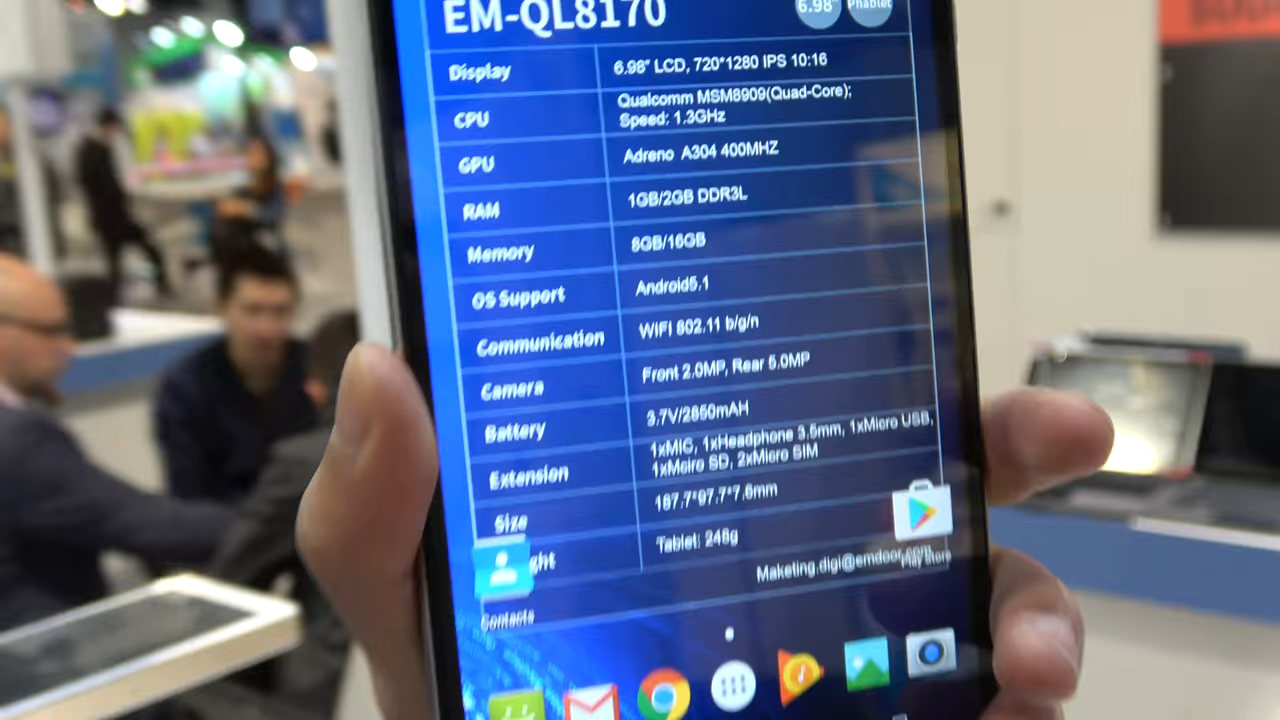 EM-QL8170
6.98"
Phablet
Display
6.98" LCD, 720*1280 IPS 10:16
CPU
Qualcomm MSM8909(Quad-Core);
Speed: 1.3GHz
GPU
Adreno A304 400MHZ
RAM
1GB/2GB DDR3L
Memory
8GB/16GB
OS Support
Android5.1
Communication
WIFI 802.11 b/g/n
Camera
Front 2.0MP, Rear 5.0MP
Battery
3.7V/2650mAH
Extension
1xMIC, 1xHeadphone 3.5mm, 1xMicro USB,
1xMciro SD, 2xMicro SIM
Size
187.7*97.7*7.6mm
ght
Tablet: 248g
Maketing.digi@emdoor.com
Play Store
Contacts